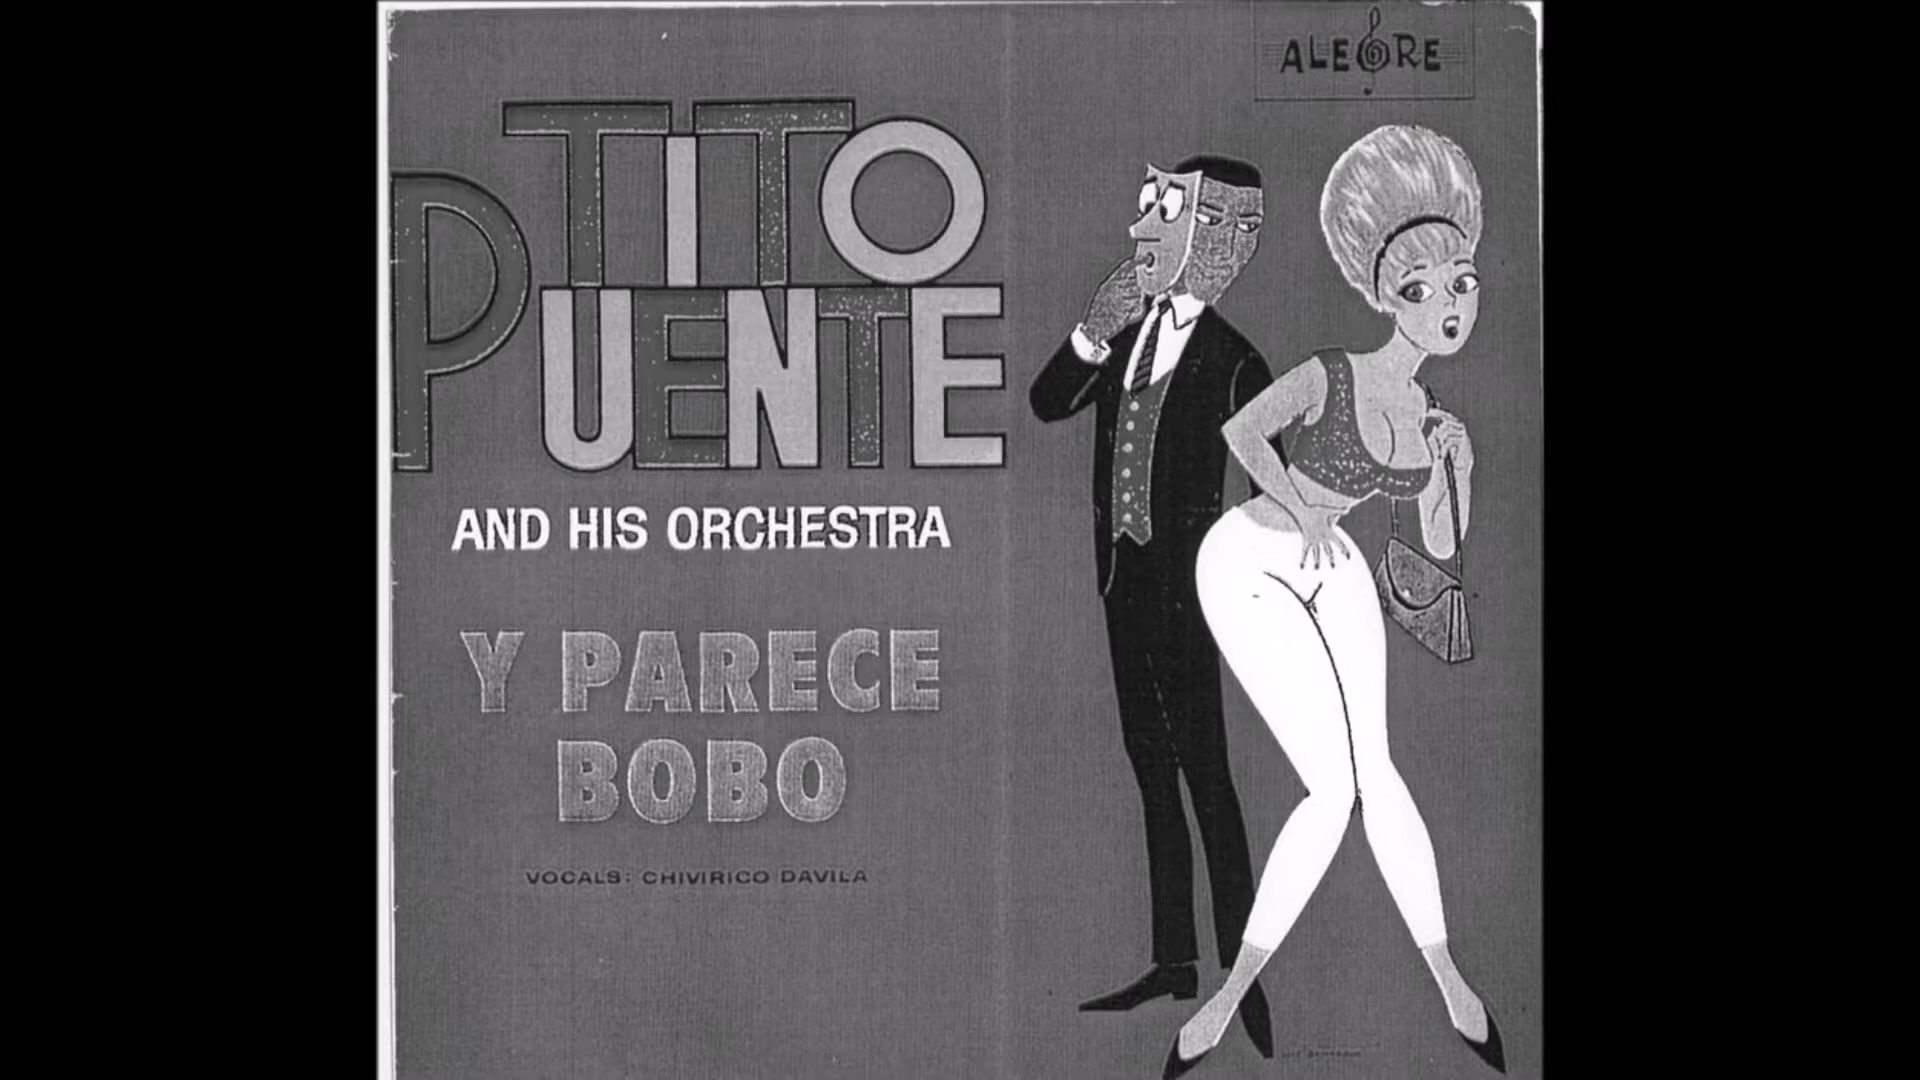 ALEGRE
TITO
PUENTE
AND HIS ORCHESTRA
Y PARECE
BOBO
VOCALS: CHIVIRICO DAVILA